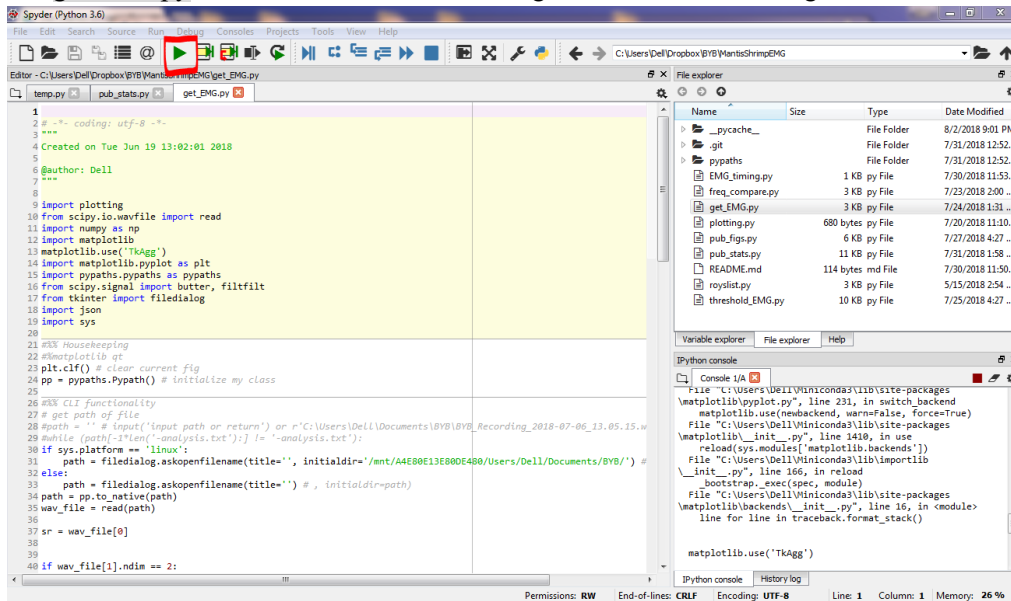 Spyder (Python 3.6)
File Edit Search Source Run Debug Consoles Projects Tools View Help
C:\Users\Dell\Dropbox\BYB\MantisShrimpEMG
Editor - C:\Users\Dell\Dropbox\BYB\MantisShrimpEMG\get_EMG.py
temp.py pub_stats.py get_EMG.py
1
2 # -*- coding: utf-8 -*-
3 """
4 Created on Tue Jun 19 13:02:01 2018
5
6 @author: Dell
7 """
8
9 import plotting
10 from scipy.io.wavfile import read
11 import numpy as np
12 import matplotlib
13 matplotlib.use('TkAgg')
14 import matplotlib.pyplot as plt
15 import pypaths.pypaths as pypaths
16 from scipy.signal import butter, filtfilt
17 from tkinter import filedialog
18 import json
19 import sys
20
21 #%% Housekeeping
22 #%matplotlib qt
23 plt.clf() # clear current fig
24 pp = pypaths.Pypath() # initialize my class
25
26 #%% CLI functionality
27 # get path of file
28 #path = '' # input('input path or return') or r'C:\Users\Dell\Documents\BYB\BYB_Recording_2018-07-06_13.05.15.w
29 #while (path[-1*len('-analysis.txt'):] != '-analysis.txt'):
30 if sys.platform == 'linux':
31 path = filedialog.askopenfilename(title='', initialdir='/mnt/A4E80E13E80DE480/Users/Dell/Documents/BYB/') #
32 else:
33 path = filedialog.askopenfilename(title='') # , initialdir=path)
34 path = pp.to_native(path)
35 wav_file = read(path)
36
37 sr = wav_file[0]
38
39
40 if wav_file[1].ndim == 2:
File explorer
Name Size Type Date Modified
__pycache__ File Folder 8/2/2018 9:01 PM
.git File Folder 7/31/2018 12:52.
pypaths File Folder 7/31/2018 12:52.
EMG_timing.py 1 KB py File 7/30/2018 11:53.
freq_compare.py 3 KB py File 7/23/2018 2:00 ..
get_EMG.py 3 KB py File 7/24/2018 1:31 ..
plotting.py 680 bytes py File 7/20/2018 11:10.
pub_figs.py 6 KB py File 7/27/2018 4:27 ..
pub_stats.py 11 KB py File 7/31/2018 1:58 ..
README.md 114 bytes md File 7/30/2018 11:50.
royslist.py 3 KB py File 5/15/2018 2:54 ..
threshold_EMG.py 10 KB py File 7/25/2018 4:27 ..
Variable explorer File explorer Help
IPython console
Console 1/A
File "C:\Users\Dell\Miniconda3\lib\site-packages
\matplotlib\pyplot.py", line 231, in switch_backend
matplotlib.use(newbackend, warn=False, force=True)
File "C:\Users\Dell\Miniconda3\lib\site-packages
\matplotlib\__init__.py", line 1410, in use
reload(sys.modules['matplotlib.backends'])
File "C:\Users\Dell\Miniconda3\lib\importlib
\__init__.py", line 166, in reload
_bootstrap._exec(spec, module)
File "C:\Users\Dell\Miniconda3\lib\site-packages
\matplotlib\backends\__init__.py", line 16, in <module>
line for line in traceback.format_stack()
matplotlib.use('TkAgg')
IPython console History log
Permissions: RW End-of-lines: CRLF Encoding: UTF-8 Line: 1 Column: 1 Memory: 26 %